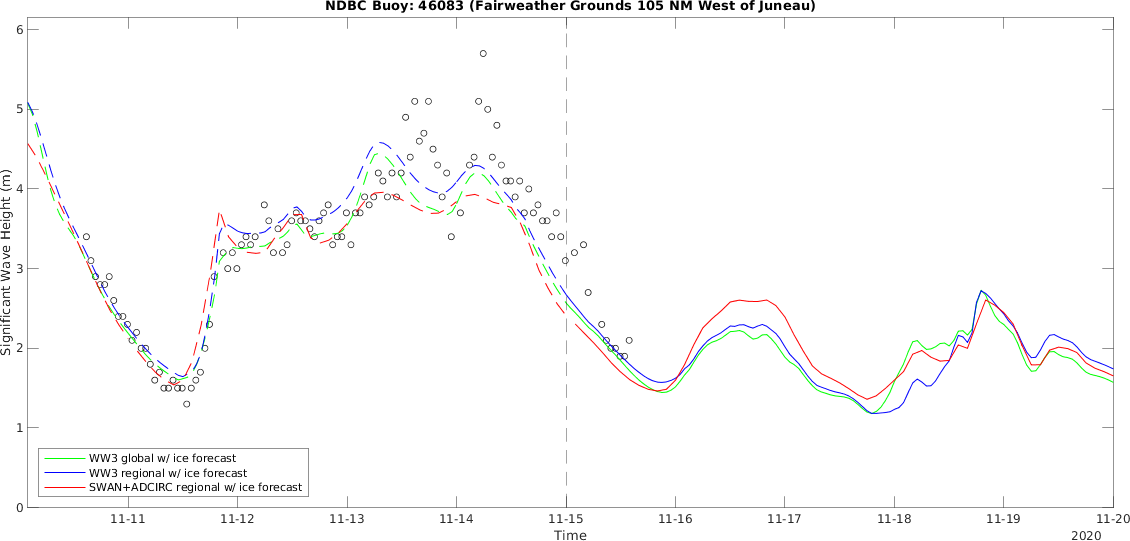 NDBC Buoy: 46083 (Fairweather Grounds 105 NM West of Juneau)
6
5
4
3
2
1
0
Significant Wave Height (m)
WW3 global w/ ice forecast
WW3 regional w/ ice forecast
SWAN+ADCIRC regional w/ ice forecast
11-11 11-12 11-13 11-14 11-15 11-16 11-17 11-18 11-19 11-20
Time
2020